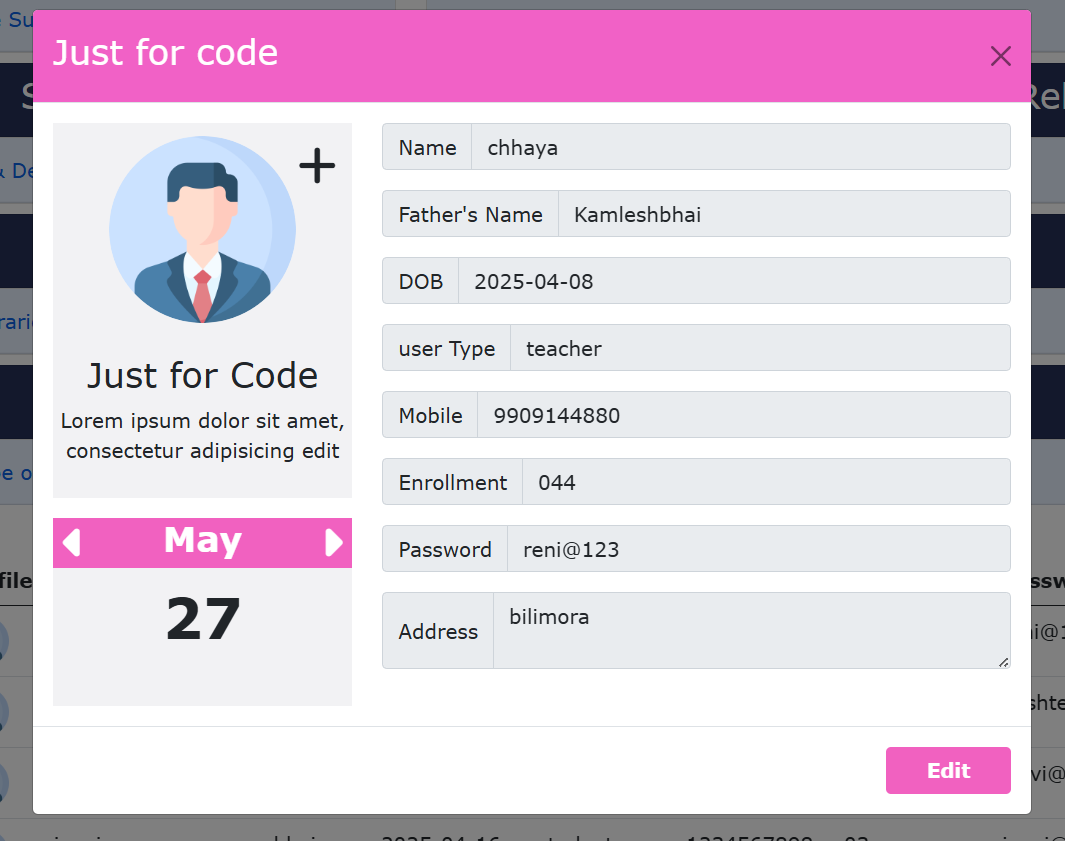 Just for code
Just for Code
Lorem ipsum dolor sit amet,
consectetur adipisicing edit
May
27
Name chhaya
Father's Name Kamleshbhai
DOB 2025-04-08
user Type teacher
Mobile 9909144880
Enrollment 044
Password reni@123
Address bilimora
Edit